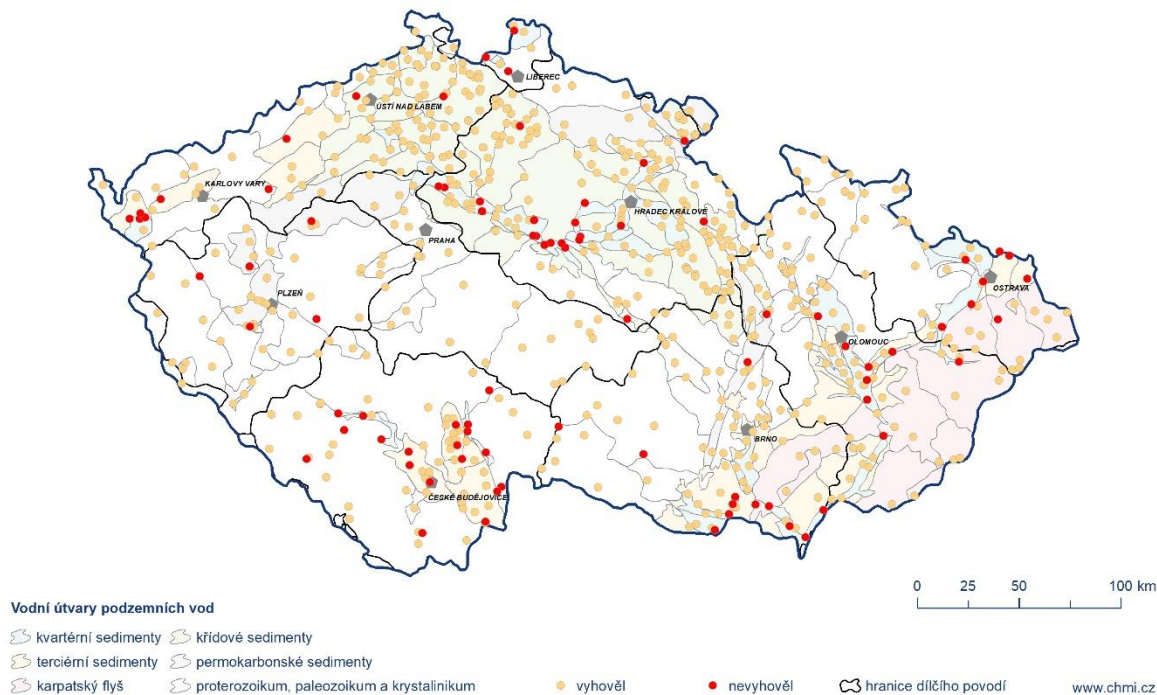 LIBEREC
ÚSTÍ NAD LABEM
KARLOVY VARY
HRADEC KRÁLOVÉ
PRAHA
OSTRAVA
PLZEŇ
OLOMOUC
BRNO
ČESKÉ BUDĚJOVICE
0 25 50 100 km
Vodní útvary podzemních vod
kvartérní sedimenty křídové sedimenty
terciérní sedimenty permokarbonské sedimenty
karpatský flyš proterozoikum, paleozoikum a krystalinikum vyhověl nevyhověl hranice dílčího povodí www.chmi.cz